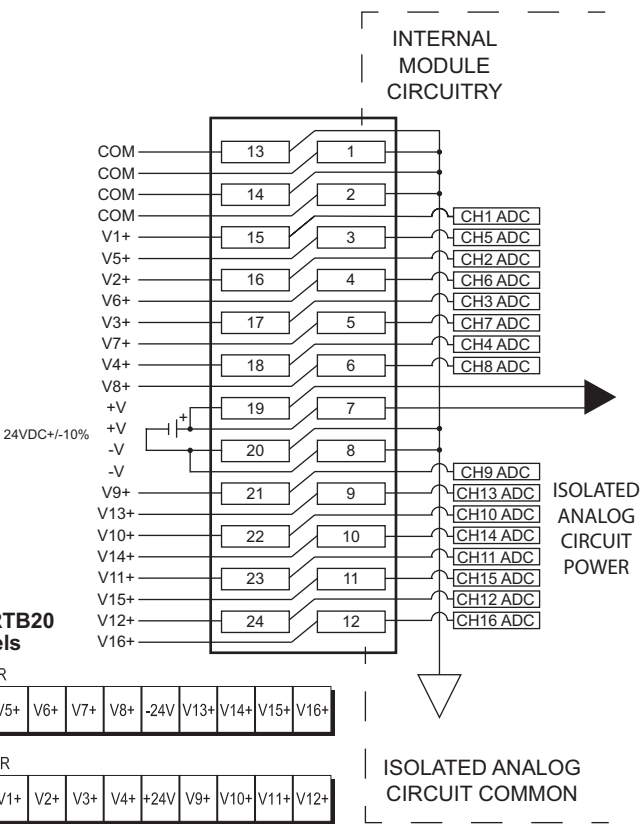 INTERNAL
MODULE
CIRCUITRY
COM 13 1
COM
COM 14 2
COM CH1 ADC
V1+ 15 3 CH5 ADC
V5+ CH2 ADC
V2+ 16 4 CH6 ADC
V6+ CH3 ADC
V3+ 17 5 CH7 ADC
V7+ CH4 ADC
V4+ 18 6 CH8 ADC
V8+
+V 19 7
24VDC+/-10% +V +
-V 20 8
-V CH9 ADC
V9+ 21 9 CH13 ADC
V13+ CH10 ADC
V10+ 22 10 CH14 ADC
V14+ CH11 ADC
V11+ 23 11 CH15 ADC
V15+ CH12 ADC
V12+ 24 12 CH16 ADC
V16+
ISOLATED
ANALOG
CIRCUIT
POWER
V6+ V7+ V8+ -24V V13+ V14+ V15+ V16+
V2+ V3+ V4+ +24V V9+ V10+ V11+ V12+
ISOLATED ANALOG
CIRCUIT COMMON